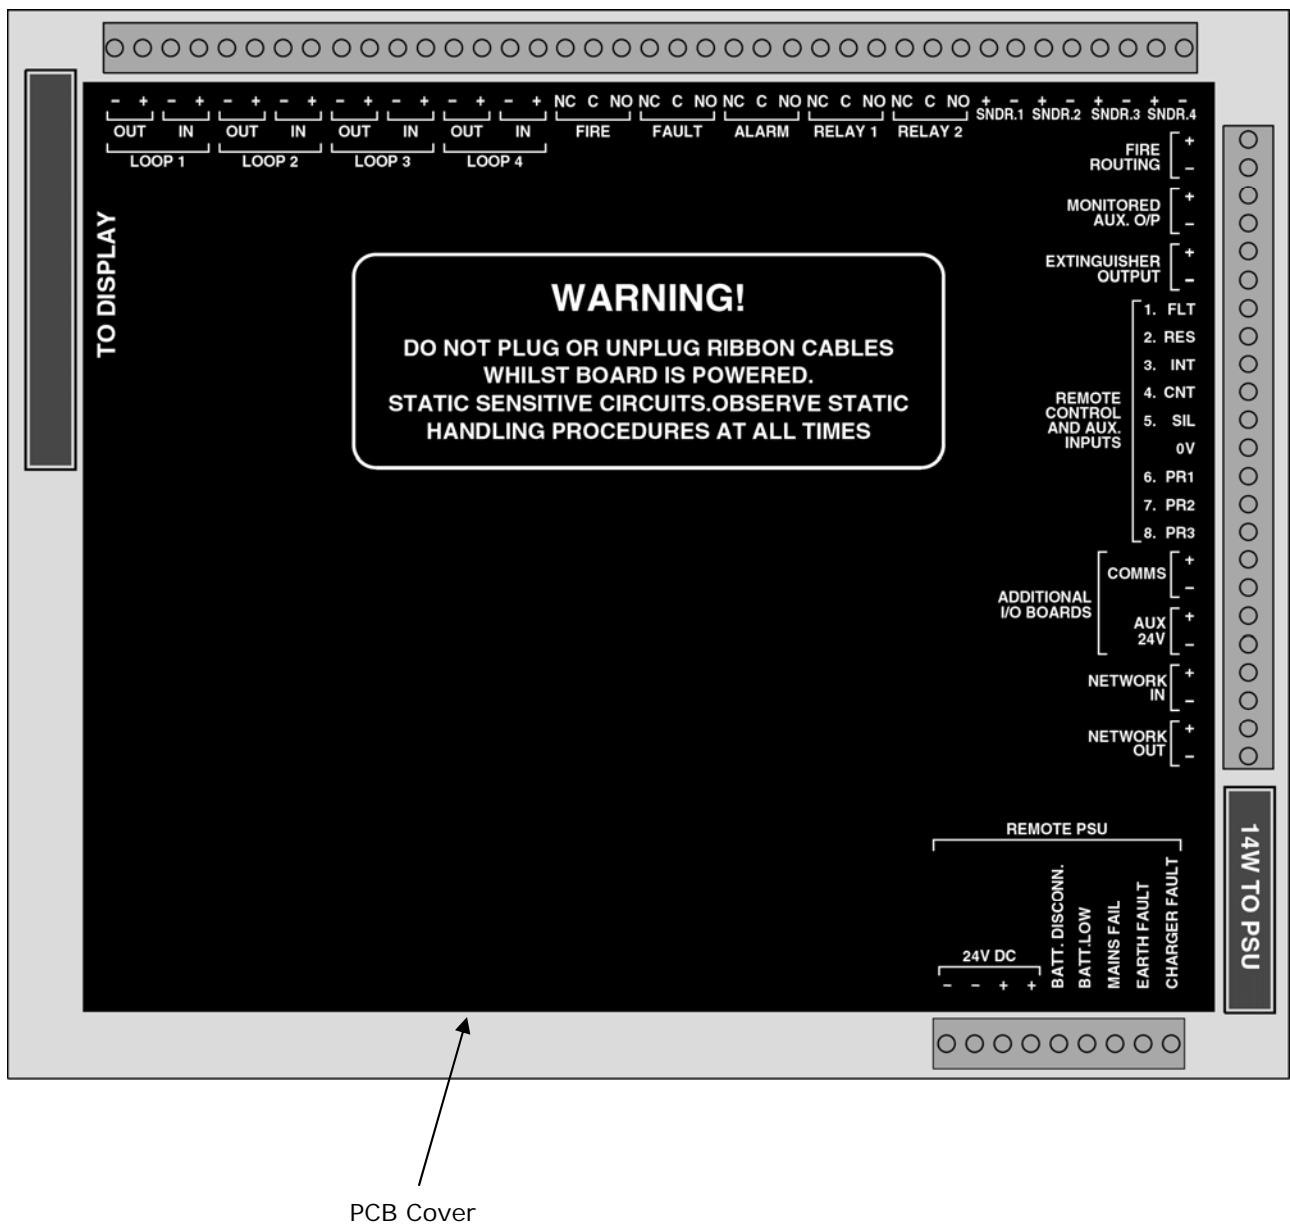 - + - + - + - + - + - + - + - + NC C NO NC C NO NC C NO NC C NO NC C NO + - + - + - + -
OUT IN OUT IN OUT IN OUT IN FIRE FAULT ALARM RELAY 1 RELAY 2 SNDR.1 SNDR.2 SNDR.3 SNDR.4
LOOP 1 LOOP 2 LOOP 3 LOOP 4
TO DISPLAY
WARNING!
DO NOT PLUG OR UNPLUG RIBBON CABLES
WHILST BOARD IS POWERED.
STATIC SENSITIVE CIRCUITS.OBSERVE STATIC
HANDLING PROCEDURES AT ALL TIMES
FIRE
ROUTING
+
-
MONITORED
AUX. O/P
+
-
EXTINGUISHER
OUTPUT
+
-
REMOTE
CONTROL
AND AUX.
INPUTS
1. FLT
2. RES
3. INT
4. CNT
5. SIL
0V
6. PR1
7. PR2
8. PR3
ADDITIONAL
I/O BOARDS
COMMS
+
-
AUX
24V
+
-
NETWORK
IN
+
-
NETWORK
OUT
+
-
REMOTE PSU
24V DC
- - + +
BATT. DISCONN.
BATT.LOW
MAINS FAIL
EARTH FAULT
CHARGER FAULT
14W TO PSU
PCB Cover